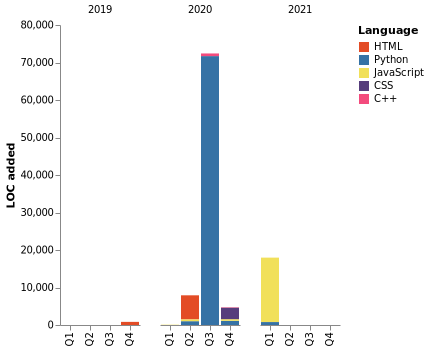 2019 2020 2021
Language
HTML
Python
JavaScript
CSS
C++
LOC added
80,000
70,000
60,000
50,000
40,000
30,000
20,000
10,000
0
Q1 Q2 Q3 Q4 Q1 Q2 Q3 Q4 Q1 Q2 Q3 Q4